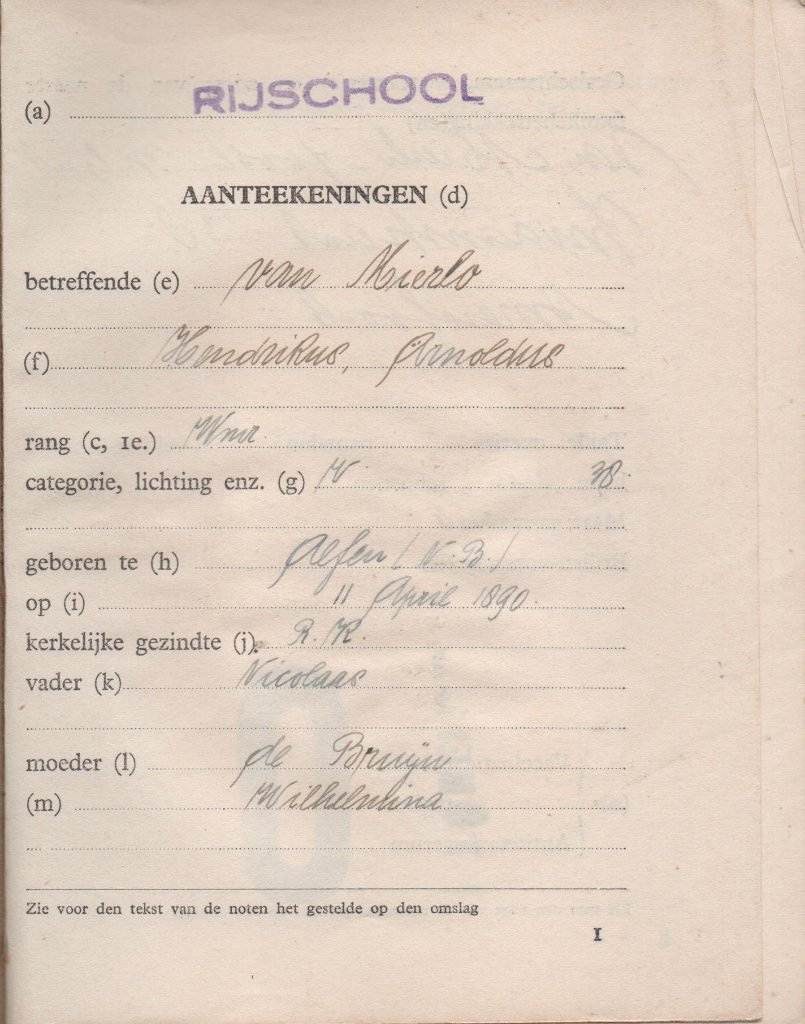 RIJSCHOOL
(a)
AANTEEKENINGEN (d)
betreffende (e) van Mierlo
(f) Hendrikus, Arnoldus
rang (c, 1e.) Wmr.
categorie, lichting enz. (g) V. 38.
geboren te (h) Alfen (N.B.)
op (i) 11 April 1890.
kerkelijke gezindte (j). R.K.
vader (k) Nicolaas
moeder (l) de Bruijn
(m) Wilhelmina
Zie voor den tekst van de noten het gestelde op den omslag
1